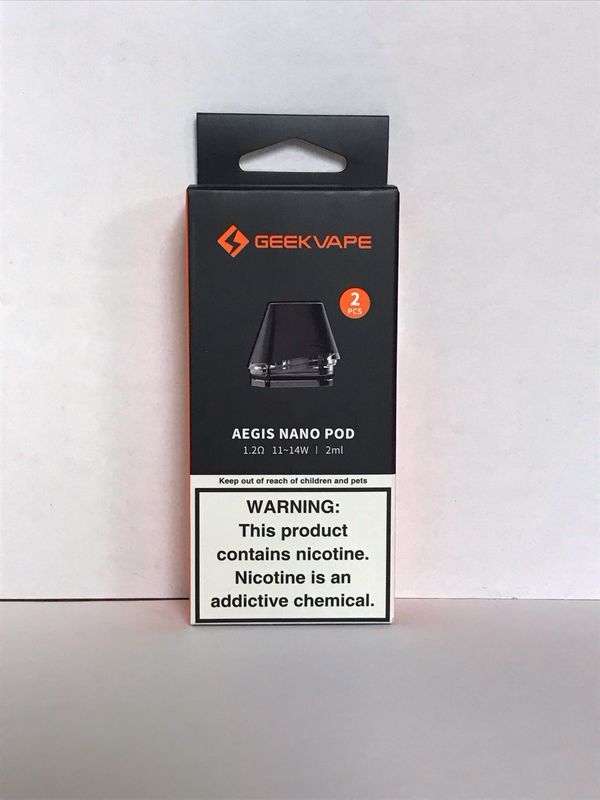 GEEKVAPE
2
PCS
AEGIS NANO POD
1.2Ω 11~14W | 2ml
Keep out of reach of children and pets
WARNING:
This product
contains nicotine.
Nicotine is an
addictive chemical.